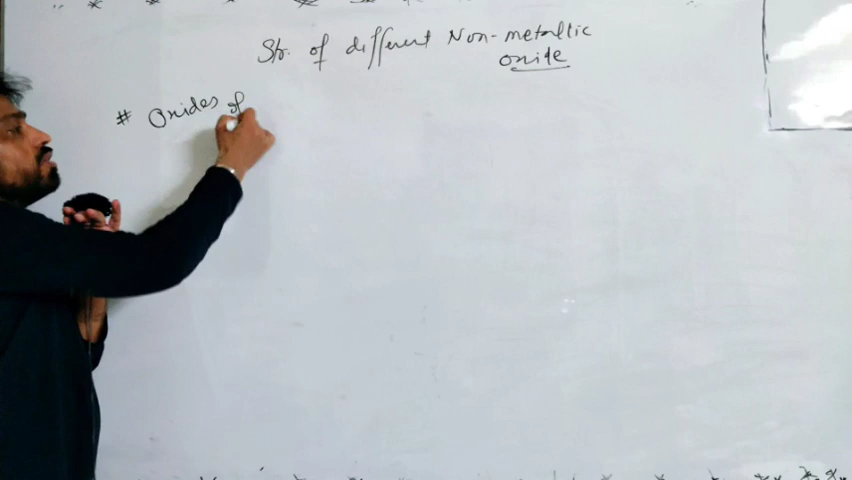 Str. of different Non-metallic
oxide
# Oxides of